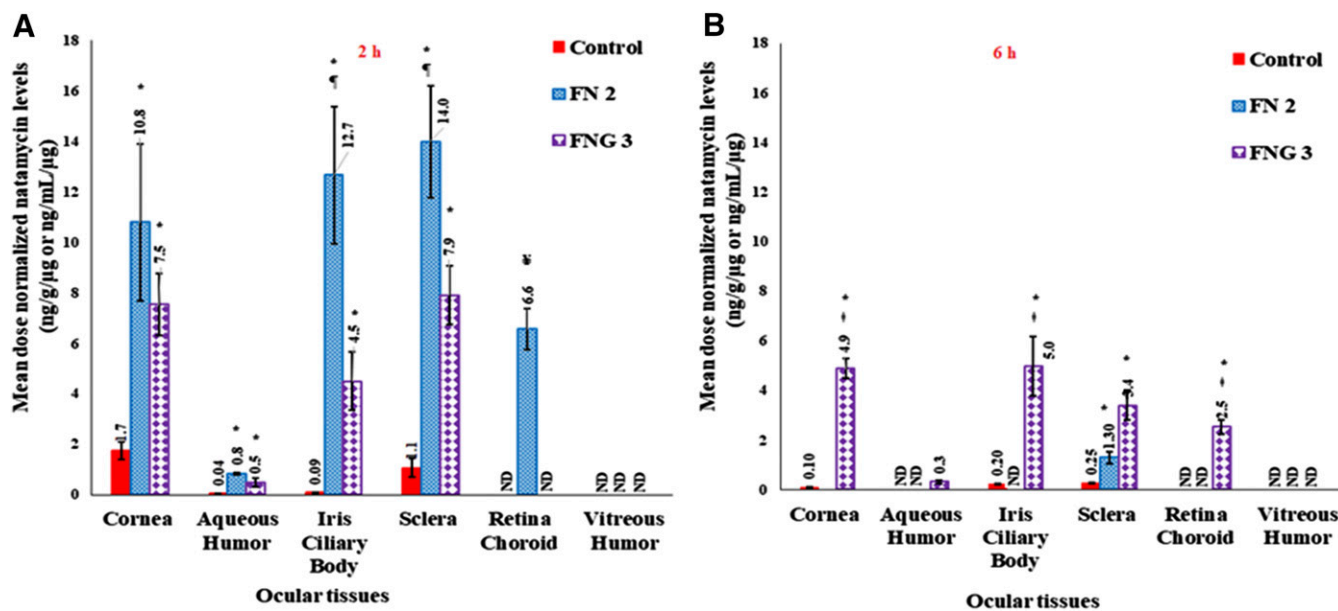 A
18
16
14
12
10
8
6
4
2
0
Mean dose normalized natamycin levels
(ng/g/µg or ng/mL/µg)
2 h
Control
FN 2
FNG 3
1.7
10.8
*
7.5
*
0.04
0.8
*
0.5
*
0.09
12.7
¶
*
4.5
*
1.1
14.0
¶
*
7.9
*
ND
6.6
ND
ND
ND
ND
Cornea
Aqueous
Humor
Iris
Ciliary
Body
Sclera
Retina
Choroid
Vitreous
Humor
Ocular tissues
B
18
16
14
12
10
8
6
4
2
0
Mean dose normalized natamycin levels
(ng/g/µg or ng/mL/µg)
6 h
Control
FN 2
FNG 3
0.10
4.9
*
ND
ND
0.3
0.20
ND
5.0
*
0.25
1.30
*
3.4
*
ND
ND
2.5
*
ND
ND
ND
Cornea
Aqueous
Humor
Iris
Ciliary
Body
Sclera
Retina
Choroid
Vitreous
Humor
Ocular tissues